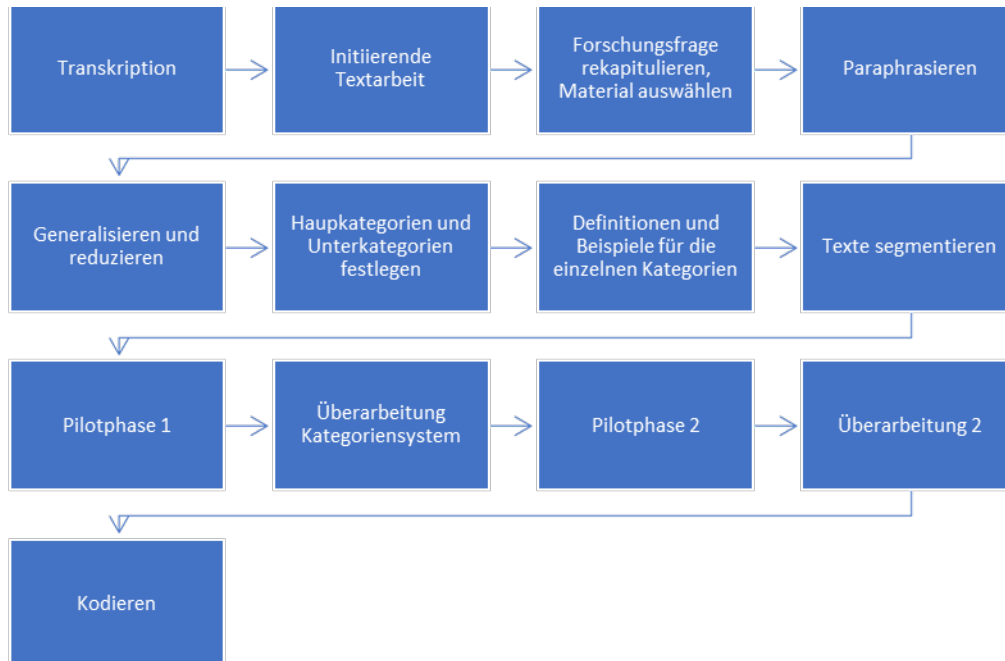 Transkription
Initiierende
Textarbeit
Forschungsfrage
rekapitulieren,
Material auswählen
Paraphrasieren
Generalisieren und
reduzieren
Haupkategorien und
Unterkategorien
festlegen
Definitionen und
Beispiele für die
einzelnen Kategorien
Texte segmentieren
Pilotphase 1
Überarbeitung
Kategoriensystem
Pilotphase 2
Überarbeitung 2
Kodieren